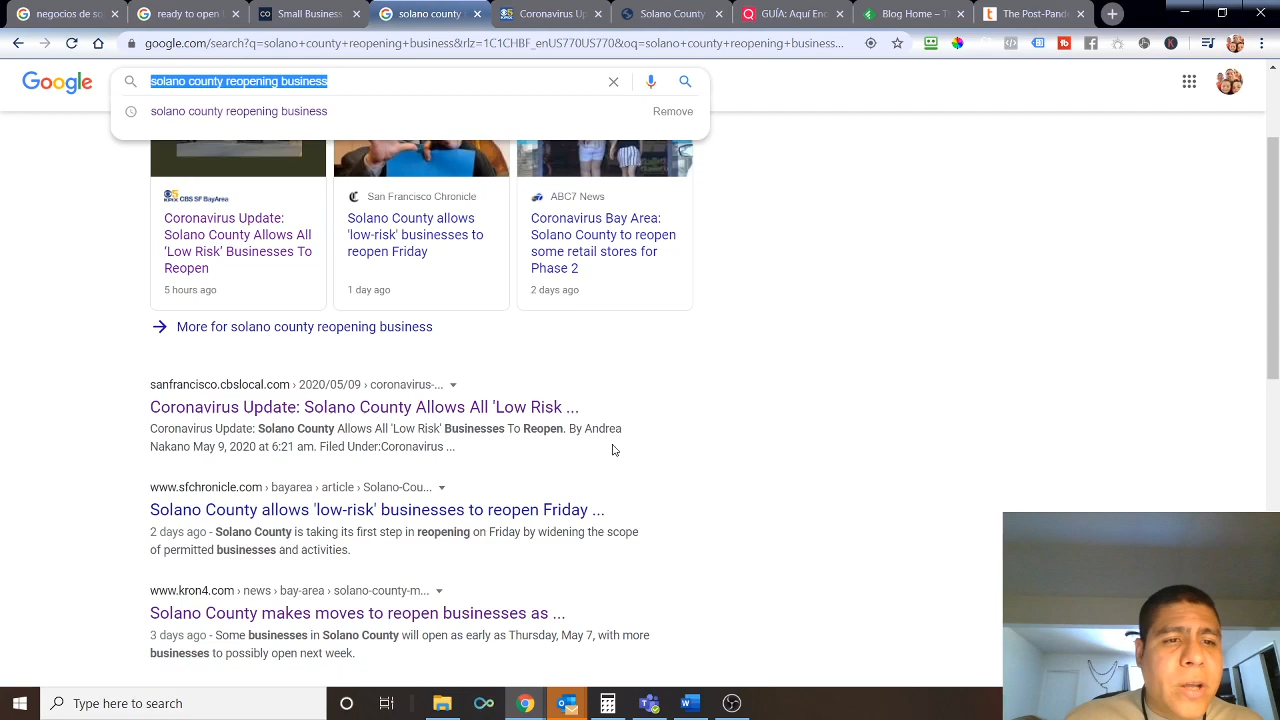 negocios de so
ready to open
Small Business
solano county
Coronavirus Up
Solano County
GUÍA: Aquí Enc
Blog Home – Ti
The Post-Pand
google.com/search?q=solano+county+reopening+business&rlz=1C1CHBF_enUS770US770&oq=solano+county+reopening+business...
Google
solano county reopening business
solano county reopening business
Remove
5 KPIX CBS SF BayArea
Coronavirus Update:
Solano County Allows All
‘Low Risk’ Businesses To
Reopen
5 hours ago
San Francisco Chronicle
Solano County allows
'low-risk' businesses to
reopen Friday
1 day ago
ABC7 News
Coronavirus Bay Area:
Solano County to reopen
some retail stores for
Phase 2
2 days ago
More for solano county reopening business
sanfrancisco.cbslocal.com › 2020/05/09 › coronavirus-...
Coronavirus Update: Solano County Allows All 'Low Risk ...
Coronavirus Update: Solano County Allows All 'Low Risk' Businesses To Reopen. By Andrea
Nakano May 9, 2020 at 6:21 am. Filed Under:Coronavirus ...
www.sfchronicle.com › bayarea › article › Solano-Cou...
Solano County allows 'low-risk' businesses to reopen Friday ...
2 days ago - Solano County is taking its first step in reopening on Friday by widening the scope
of permitted businesses and activities.
www.kron4.com › news › bay-area › solano-county-m...
Solano County makes moves to reopen businesses as ...
3 days ago - Some businesses in Solano County will open as early as Thursday, May 7, with more
businesses to possibly open next week.
Type here to search